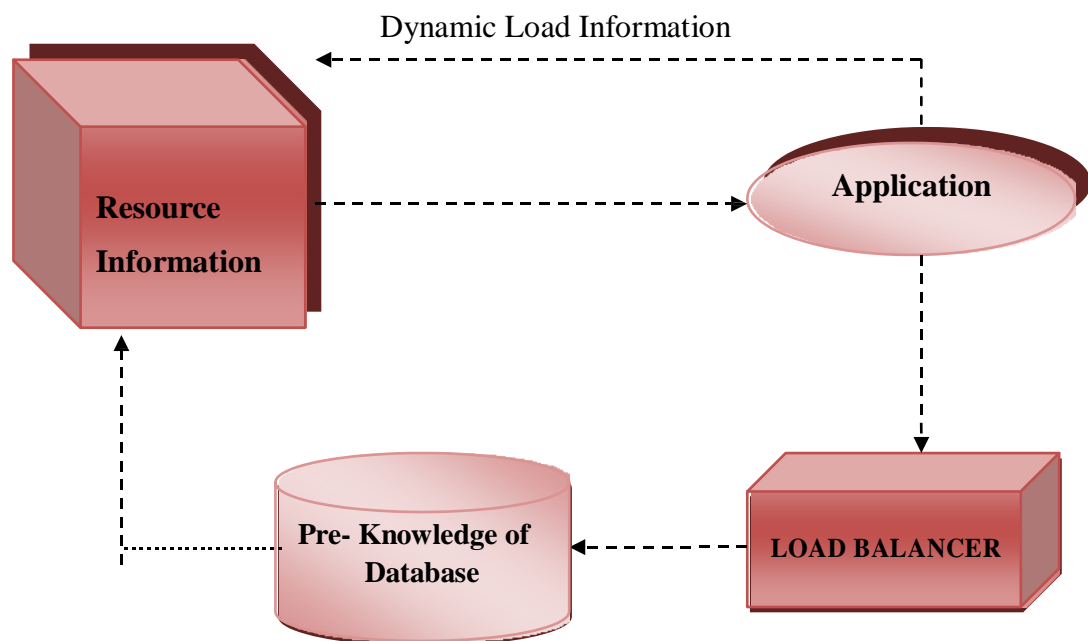 Dynamic Load Information
Application
Resource
Information
Pre- Knowledge of
Database
LOAD BALANCER